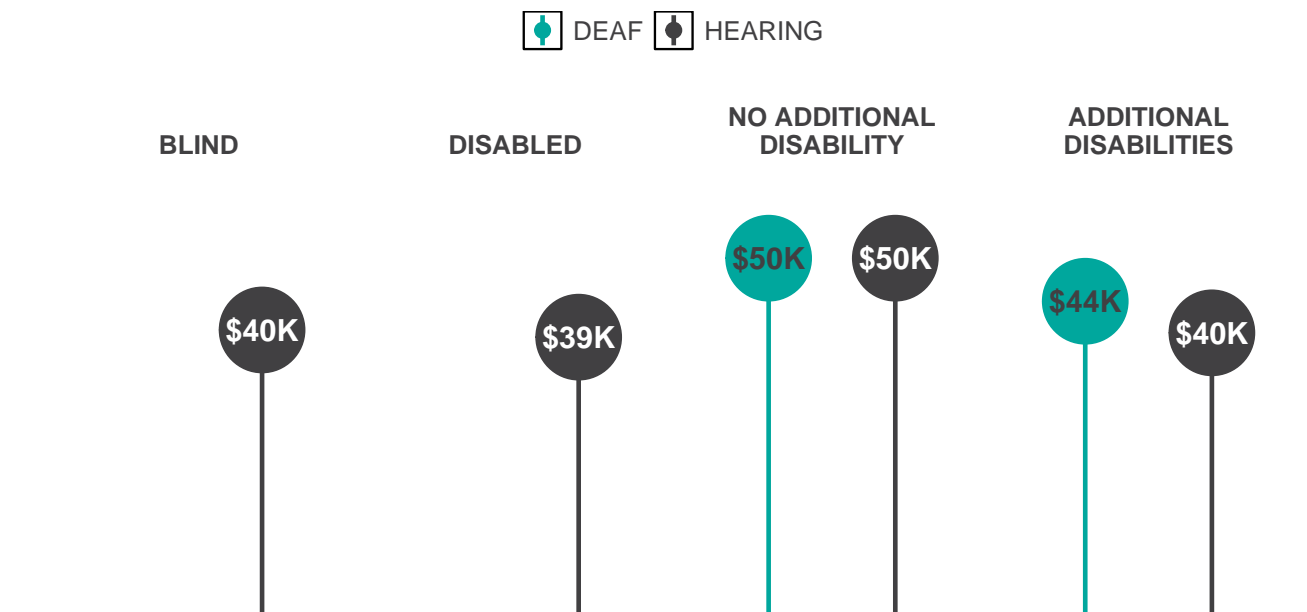 DEAF HEARING
BLIND
DISABLED
NO ADDITIONAL
DISABILITY
ADDITIONAL
DISABILITIES
$40K
$39K
$50K
$50K
$44K
$40K